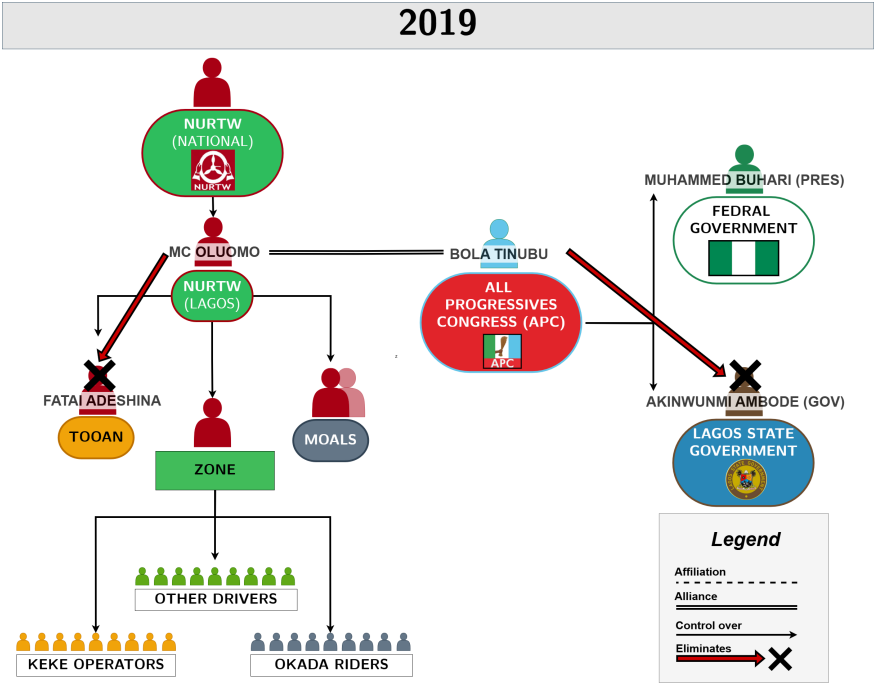 2019
NURTW
(NATIONAL)
NURTW
MUHAMMED BUHARI (PRES)
FEDRAL
GOVERNMENT
MC OLUOMO
BOLA TINUBU
NURTW
(LAGOS)
ALL
PROGRESSIVES
CONGRESS (APC)
APC
FATAI ADESHINA
TOOAN
MOALS
AKINWUNMI AMBODE (GOV)
LAGOS STATE
GOVERNMENT
ZONE
OTHER DRIVERS
KEKE OPERATORS
OKADA RIDERS
Legend
Affiliation
Alliance
Control over
Eliminates